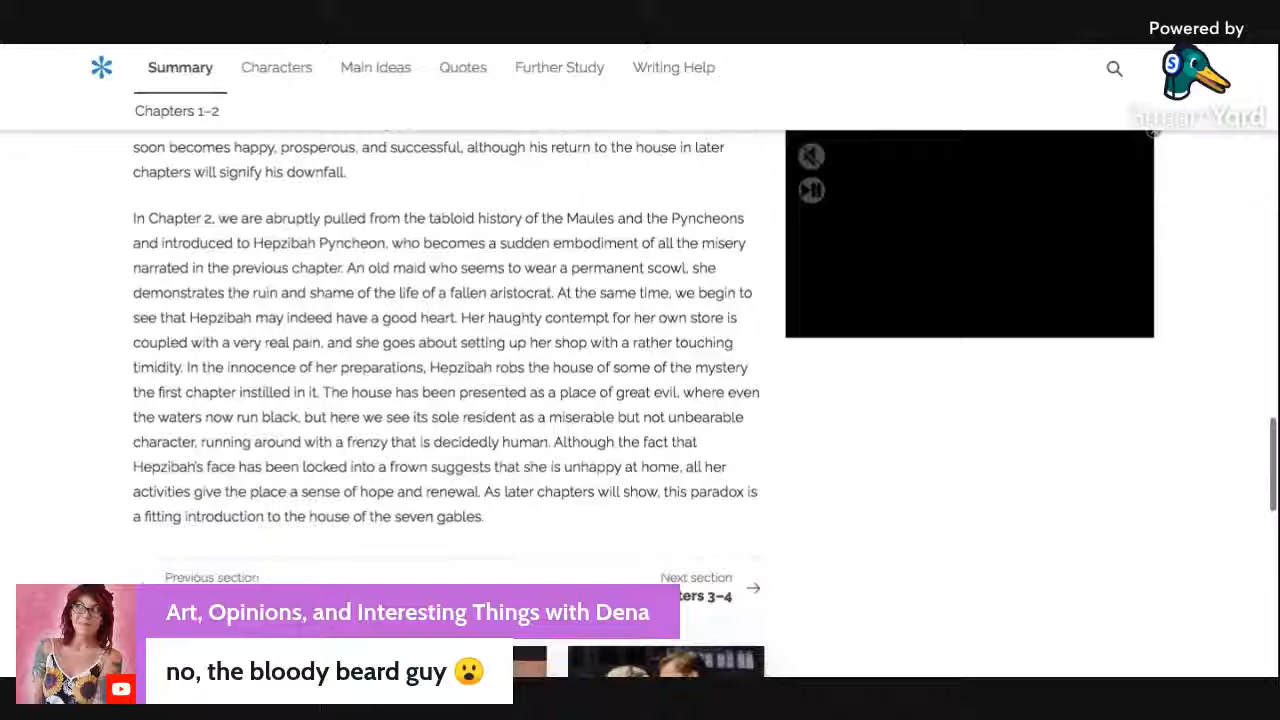 Powered by
StreamYard
Summary Characters Main Ideas Quotes Further Study Writing Help
Chapters 1–2
soon becomes happy, prosperous, and successful, although his return to the house in later
chapters will signify his downfall.
In Chapter 2, we are abruptly pulled from the tabloid history of the Maules and the Pyncheons
and introduced to Hepzibah Pyncheon, who becomes a sudden embodiment of all the misery
narrated in the previous chapter. An old maid who seems to wear a permanent scowl, she
demonstrates the ruin and shame of the life of a fallen aristocrat. At the same time, we begin to
see that Hepzibah may indeed have a good heart. Her haughty contempt for her own store is
coupled with a very real pain, and she goes about setting up her shop with a rather touching
timidity. In the innocence of her preparations, Hepzibah robs the house of some of the mystery
the first chapter instilled in it. The house has been presented as a place of great evil, where even
the waters now run black, but here we see its sole resident as a miserable but not unbearable
character, running around with a frenzy that is decidedly human. Although the fact that
Hepzibah's face has been locked into a frown suggests that she is unhappy at home, all her
activities give the place a sense of hope and renewal. As later chapters will show, this paradox is
a fitting introduction to the house of the seven gables.
Previous section
Next section
ters 3–4
Art, Opinions, and Interesting Things with Dena
no, the bloody beard guy 😮